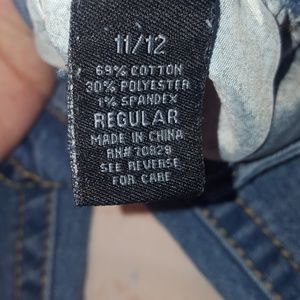 11/12
69% COTTON
30% POLYESTER
1% SPANDEX
REGULAR
MADE IN CHINA
RN#70829
SEE REVERSE
FOR CARE